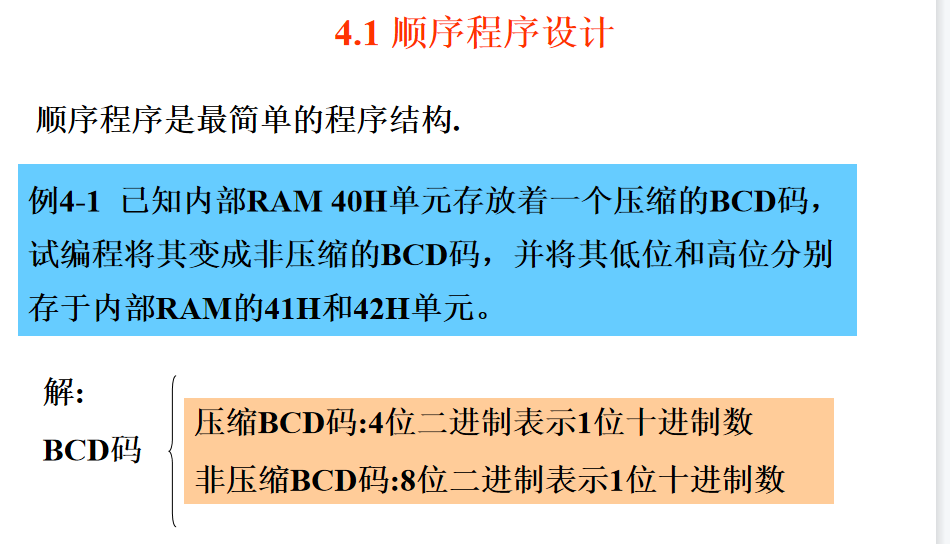 4.1 顺序程序设计
顺序程序是最简单的程序结构.
例4-1 已知内部RAM 40H单元存放着一个压缩的BCD码，
试编程将其变成非压缩的BCD码，并将其低位和高位分别
存于内部RAM的41H和42H单元。
解:
BCD码
压缩BCD码:4位二进制表示1位十进制数
非压缩BCD码:8位二进制表示1位十进制数